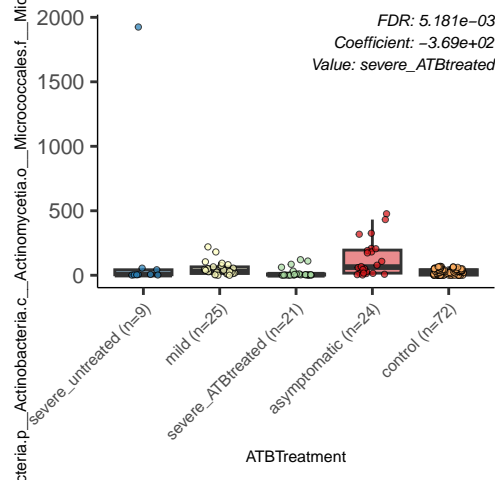 cteria.p__Actinobacteria.c__Actinomycetia.o__Micrococcales.f__Mic
2000
1500
1000
500
0
FDR: 5.181e−03
Coefficient: −3.69e+02
Value: severe_ATBtreated
severe_untreated (n=9)
mild (n=25)
severe_ATBtreated (n=21)
asymptomatic (n=24)
control (n=72)
ATBTreatment